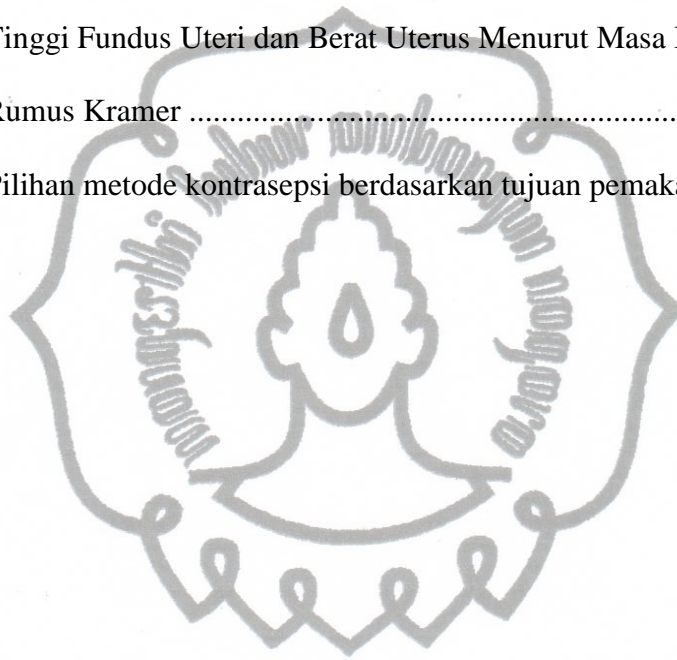 Tinggi Fundus Uteri dan Berat Uterus Menurut Masa
Rumus Kramer ..............................................................
Pilihan metode kontrasepsi berdasarkan tujuan pemaka